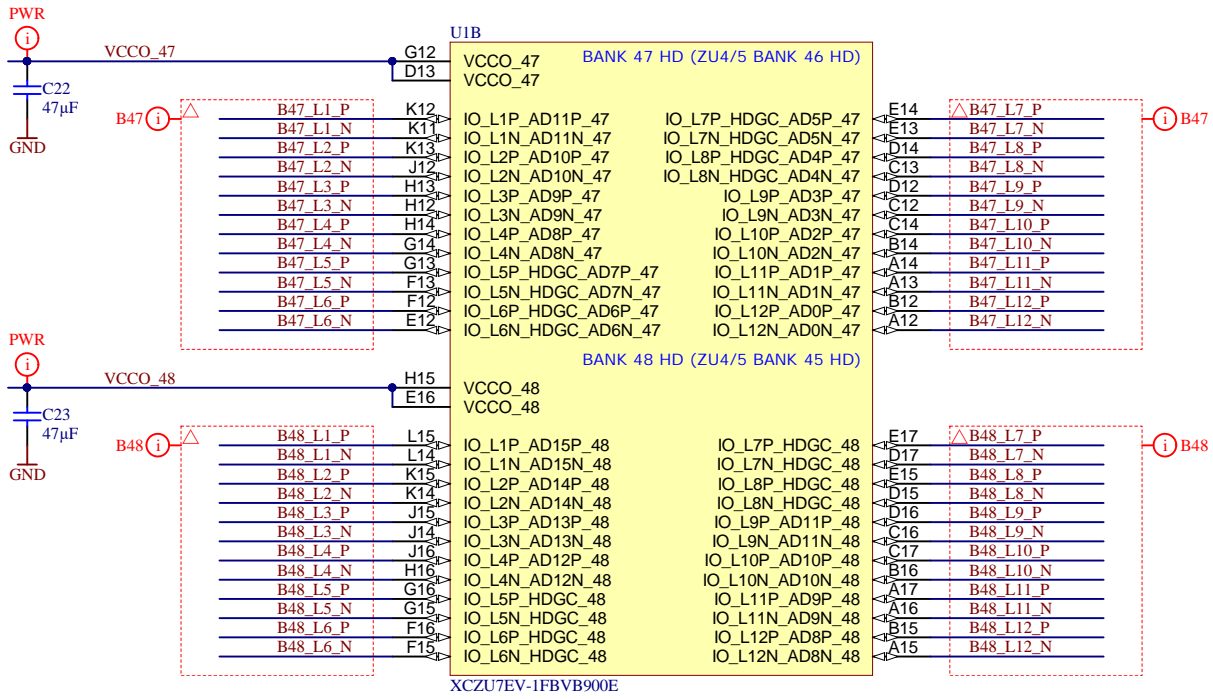 PWR
i
VCCO_47
C22
47µF
GND
U1B
BANK 47 HD (ZU4/5 BANK 46 HD)
G12 VCCO_47
D13 VCCO_47
B47 i
i B47
B47_L1_P K12 IO_L1P_AD11P_47 IO_L7P_HDGC_AD5P_47 E14 B47_L7_P
B47_L1_N K11 IO_L1N_AD11N_47 IO_L7N_HDGC_AD5N_47 E13 B47_L7_N
B47_L2_P K13 IO_L2P_AD10P_47 IO_L8P_HDGC_AD4P_47 D14 B47_L8_P
B47_L2_N J12 IO_L2N_AD10N_47 IO_L8N_HDGC_AD4N_47 C13 B47_L8_N
B47_L3_P H13 IO_L3P_AD9P_47 IO_L9P_AD3P_47 D12 B47_L9_P
B47_L3_N H12 IO_L3N_AD9N_47 IO_L9N_AD3N_47 C12 B47_L9_N
B47_L4_P H14 IO_L4P_AD8P_47 IO_L10P_AD2P_47 C14 B47_L10_P
B47_L4_N G14 IO_L4N_AD8N_47 IO_L10N_AD2N_47 B14 B47_L10_N
B47_L5_P G13 IO_L5P_HDGC_AD7P_47 IO_L11P_AD1P_47 A14 B47_L11_P
B47_L5_N F13 IO_L5N_HDGC_AD7N_47 IO_L11N_AD1N_47 A13 B47_L11_N
B47_L6_P F12 IO_L6P_HDGC_AD6P_47 IO_L12P_AD0P_47 B12 B47_L12_P
B47_L6_N E12 IO_L6N_HDGC_AD6N_47 IO_L12N_AD0N_47 A12 B47_L12_N
PWR
i
VCCO_48
C23
47µF
GND
BANK 48 HD (ZU4/5 BANK 45 HD)
H15 VCCO_48
E16 VCCO_48
B48 i
i B48
B48_L1_P L15 IO_L1P_AD15P_48 IO_L7P_HDGC_48 E17 B48_L7_P
B48_L1_N L14 IO_L1N_AD15N_48 IO_L7N_HDGC_48 D17 B48_L7_N
B48_L2_P K15 IO_L2P_AD14P_48 IO_L8P_HDGC_48 E15 B48_L8_P
B48_L2_N K14 IO_L2N_AD14N_48 IO_L8N_HDGC_48 D15 B48_L8_N
B48_L3_P J15 IO_L3P_AD13P_48 IO_L9P_AD11P_48 D16 B48_L9_P
B48_L3_N J14 IO_L3N_AD13N_48 IO_L9N_AD11N_48 C16 B48_L9_N
B48_L4_P J16 IO_L4P_AD12P_48 IO_L10P_AD10P_48 C17 B48_L10_P
B48_L4_N H16 IO_L4N_AD12N_48 IO_L10N_AD10N_48 B16 B48_L10_N
B48_L5_P G16 IO_L5P_HDGC_48 IO_L11P_AD9P_48 A17 B48_L11_P
B48_L5_N G15 IO_L5N_HDGC_48 IO_L11N_AD9N_48 A16 B48_L11_N
B48_L6_P F16 IO_L6P_HDGC_48 IO_L12P_AD8P_48 B15 B48_L12_P
B48_L6_N F15 IO_L6N_HDGC_48 IO_L12N_AD8N_48 A15 B48_L12_N
XCZU7EV-1FBVB900E